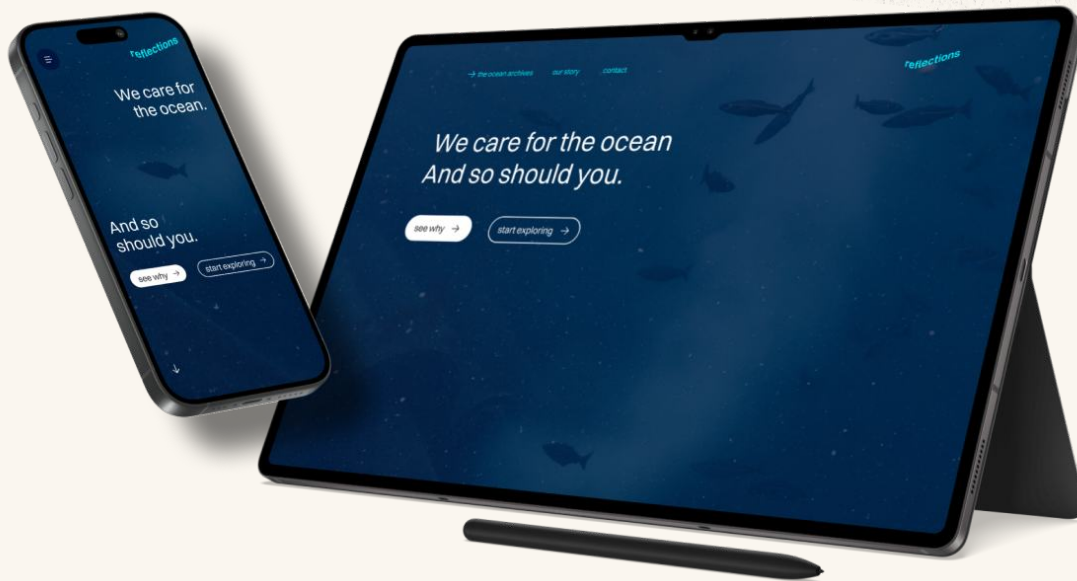 reflections
We care for
the ocean.
And so
should you.
see why →
start exploring →
↓
→ the ocean archives
our story
contact
reflections
We care for the ocean
And so should you.
see why →
start exploring →